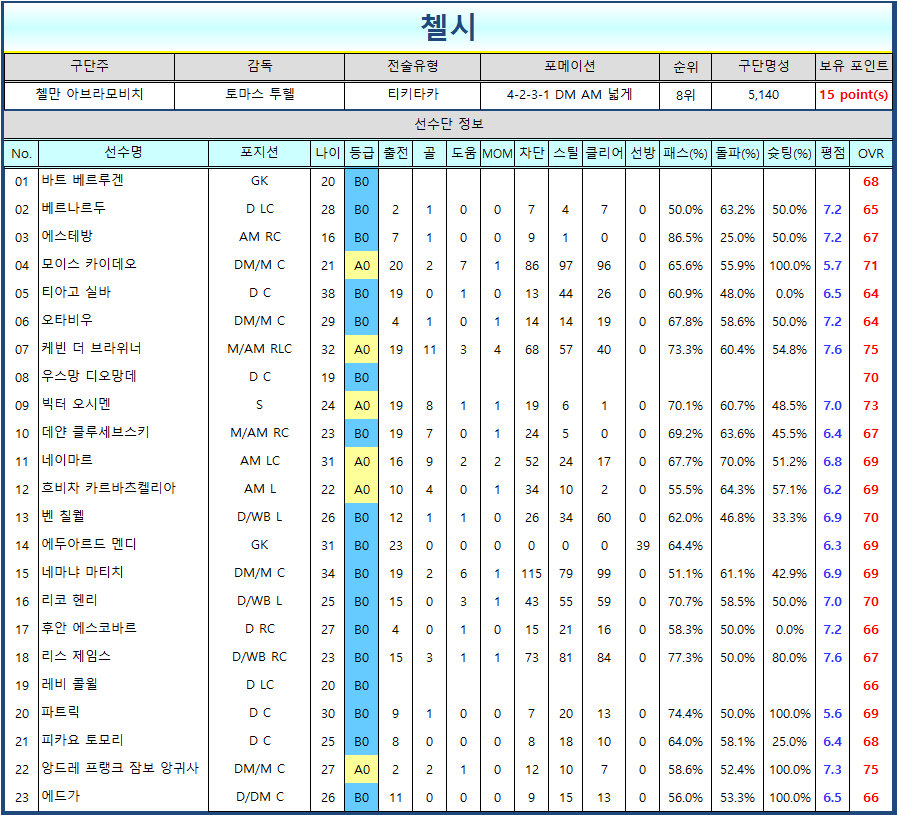 첼시
구단주 감독 전술유형 포메이션 순위 구단명성 보유 포인트
첼만 아브라모비치 토마스 투헬 티키타카 4-2-3-1 DM AM 넓게 8위 5,140 15 point(s)
선수단 정보
No. 선수명 포지션 나이 등급 출전 골 도움 MOM 차단 스틸 클리어 선방 패스(%) 돌파(%) 슛팅(%) 평점 OVR
01 바트 베르루겐 GK 20 B0 68
02 베르나르두 D LC 28 B0 2 1 0 0 7 4 7 0 50.0% 63.2% 50.0% 7.2 65
03 에스테방 AM RC 16 B0 7 1 0 0 9 1 0 0 86.5% 25.0% 50.0% 7.2 67
04 모이스 카이데오 DM/M C 21 A0 20 2 7 1 86 97 96 0 65.6% 55.9% 100.0% 5.7 71
05 티아고 실바 D C 38 B0 19 0 1 0 13 44 26 0 60.9% 48.0% 0.0% 6.5 64
06 오타비우 DM/M C 29 B0 4 1 0 1 14 14 19 0 67.8% 58.6% 50.0% 7.2 64
07 케빈 더 브라위너 M/AM RLC 32 A0 19 11 3 4 68 57 40 0 73.3% 60.4% 54.8% 7.6 75
08 우스망 디오망데 D C 19 B0 70
09 빅터 오시멘 S 24 A0 19 8 1 1 19 6 1 0 70.1% 60.7% 48.5% 7.0 73
10 데얀 클루세브스키 M/AM RC 23 B0 19 7 0 1 24 5 0 0 69.2% 63.6% 45.5% 6.4 67
11 네이마르 AM LC 31 A0 16 9 2 2 52 24 17 0 67.7% 70.0% 51.2% 6.8 69
12 흐비차 카르바츠켈리아 AM L 22 A0 10 4 0 1 34 10 2 0 55.5% 64.3% 57.1% 6.2 69
13 벤 칠웰 D/WB L 26 B0 12 1 1 0 26 34 60 0 62.0% 46.8% 33.3% 6.9 70
14 에두아르드 멘디 GK 31 B0 23 0 0 0 0 0 0 39 64.4% 6.3 69
15 네마냐 마티치 DM/M C 34 B0 19 2 6 1 115 79 99 0 51.1% 61.1% 42.9% 6.9 69
16 리코 헨리 D/WB L 25 B0 15 0 3 1 43 55 59 0 70.7% 58.5% 50.0% 7.0 70
17 후안 에스코바르 D RC 27 B0 4 0 1 0 15 21 16 0 58.3% 50.0% 0.0% 7.2 66
18 리스 제임스 D/WB RC 23 B0 15 3 1 1 73 81 84 0 77.3% 50.0% 80.0% 7.6 67
19 레비 콜윌 D LC 20 B0 66
20 파트릭 D C 30 B0 9 1 0 0 7 20 13 0 74.4% 50.0% 100.0% 5.6 69
21 피카요 토모리 D C 25 B0 8 0 0 0 8 18 10 0 64.0% 58.1% 25.0% 6.4 68
22 앙드레 프랭크 잠보 앙귀사 DM/M C 27 A0 2 2 1 0 12 10 7 0 58.6% 52.4% 100.0% 7.3 75
23 에드가 D/DM C 26 B0 11 0 0 0 9 15 13 0 56.0% 53.3% 100.0% 6.5 66